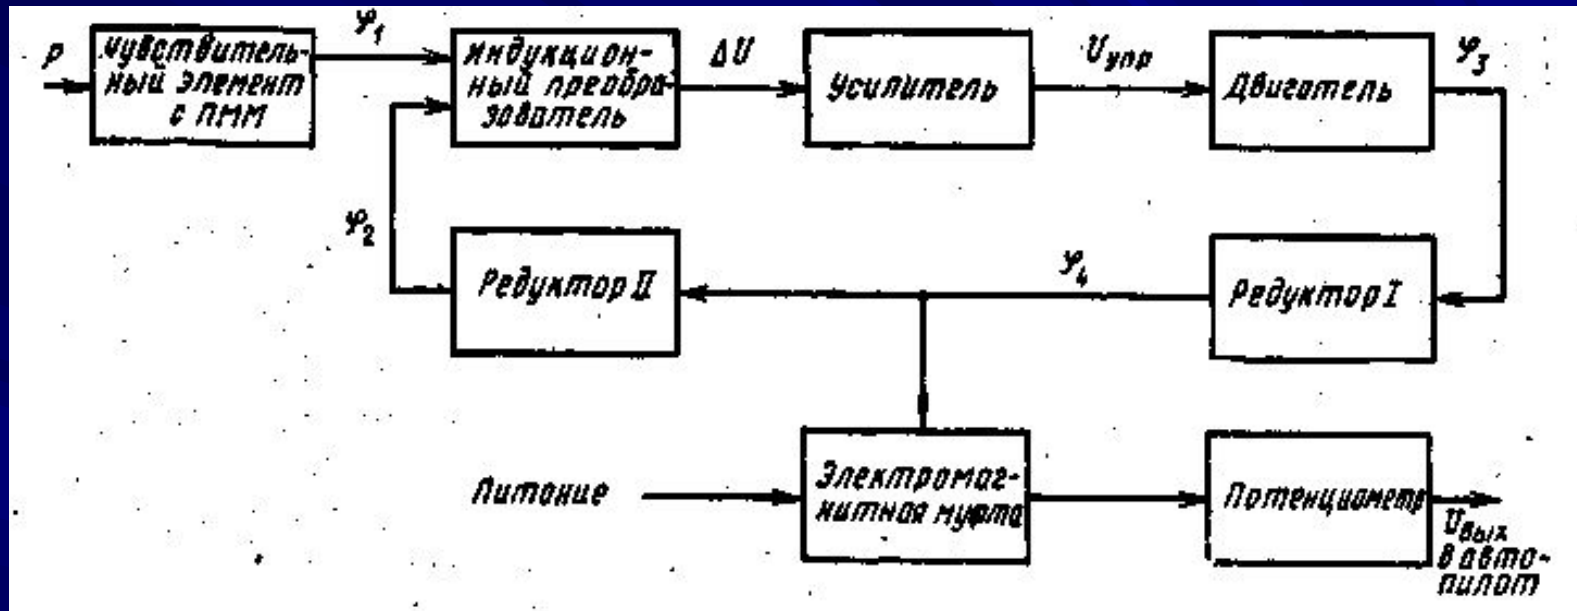 P
чувствитель-
ный элемент
с ПММ
φ₁
Индукцион-
ный преобра-
зователь
ΔU
Усилитель
Uупр
Двигатель
φ₃
φ₂
Редуктор II
φ₄
Редуктор I
Питание
Электромаг-
нитная муфта
Потенциометр
Uвых
в авто-
пилот